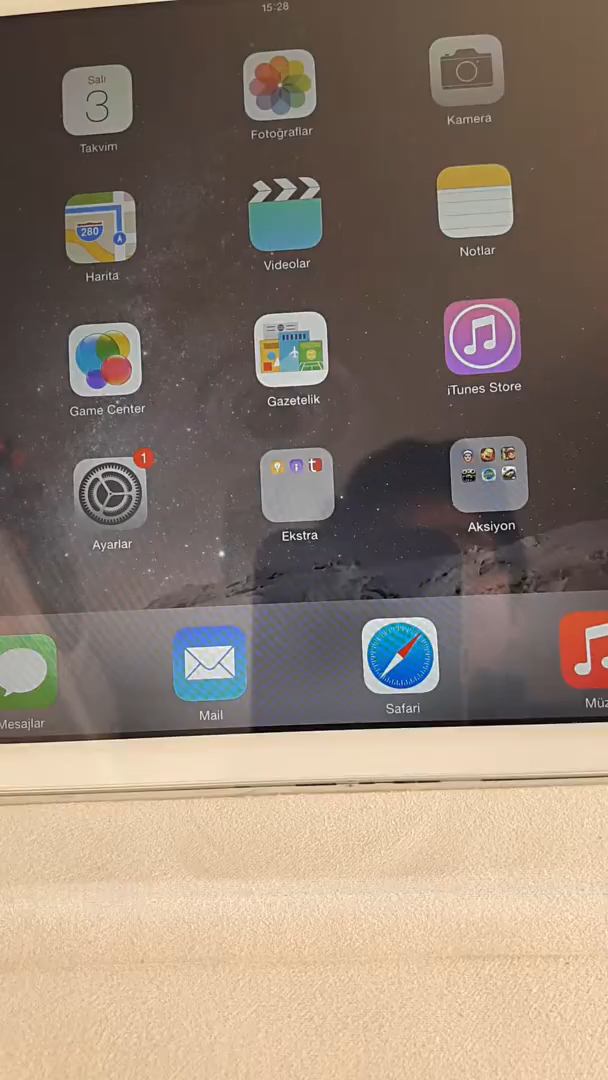 15:28
Salı
3
Takvim
Fotoğraflar
Kamera
280
Harita
Videolar
Notlar
Game Center
Gazetelik
iTunes Store
1
Ayarlar
Ekstra
Aksiyon
Mesajlar
Mail
Safari
Müz